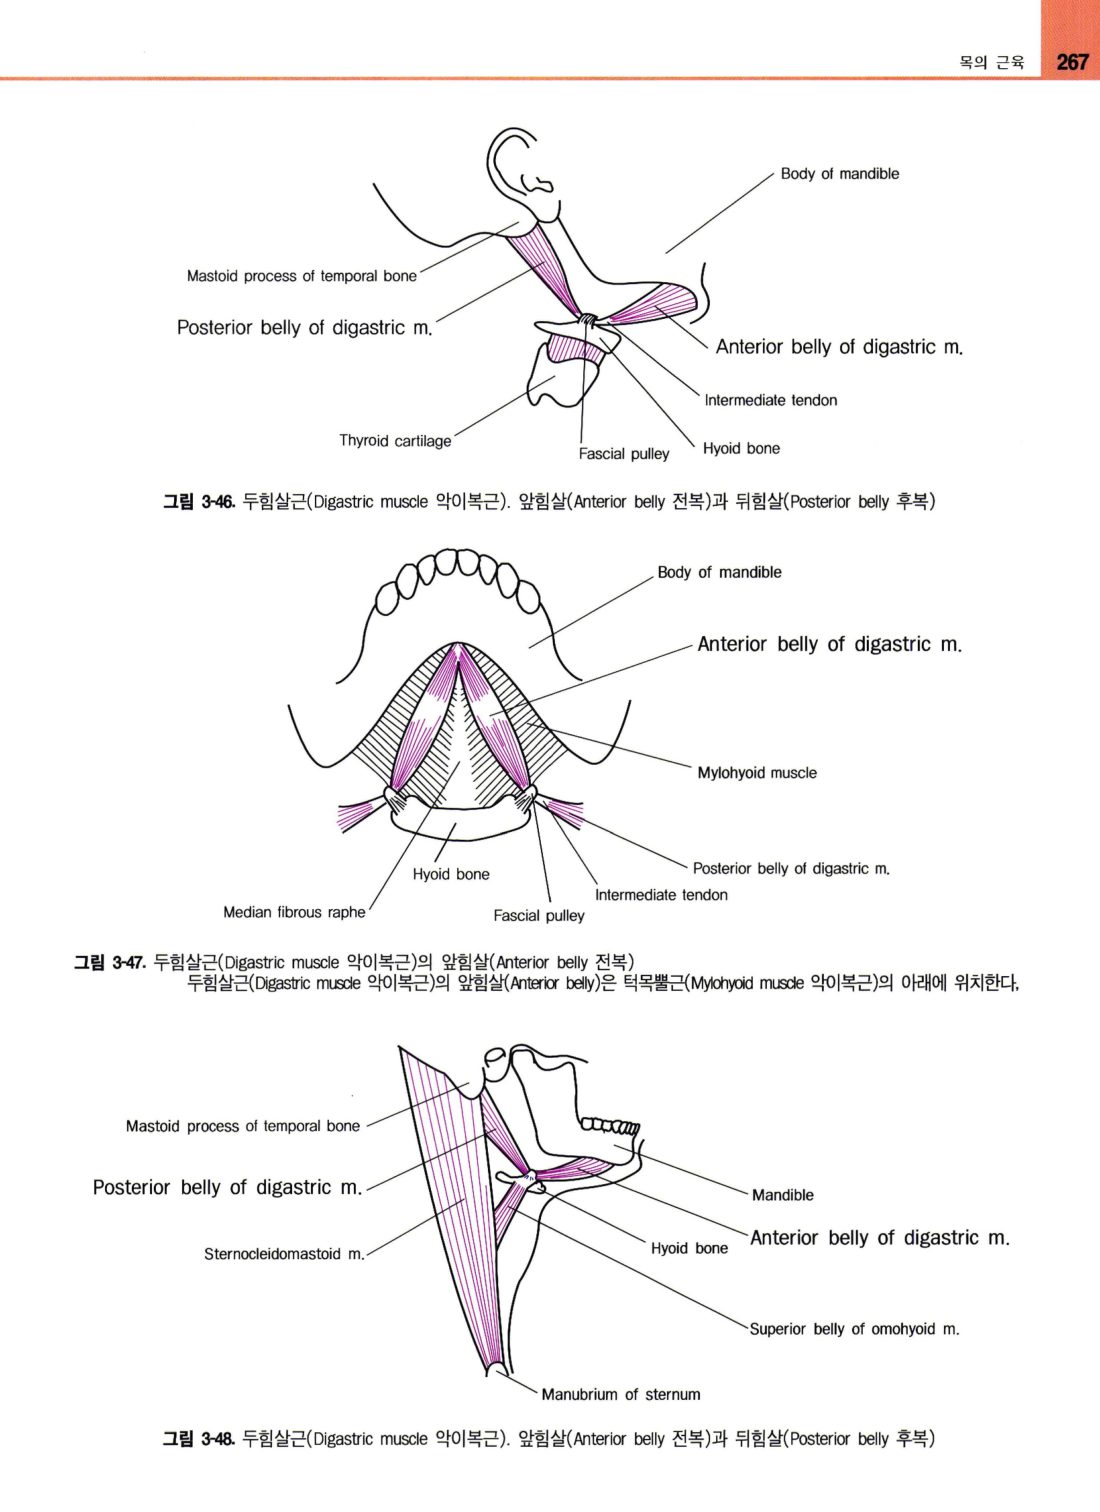 목의 근육 267
Body of mandible
Mastoid process of temporal bone
Posterior belly of digastric m.
Anterior belly of digastric m.
Intermediate tendon
Thyroid cartilage
Fascial pulley
Hyoid bone
그림 3-46. 두힘살근(Digastric muscle 악이복근). 앞힘살(Anterior belly 전복)과 뒤힘살(Posterior belly 후복)
Body of mandible
Anterior belly of digastric m.
Mylohyoid muscle
Posterior belly of digastric m.
Hyoid bone
Intermediate tendon
Median fibrous raphe
Fascial pulley
그림 3-47. 두힘살근(Digastric muscle 악이복근)의 앞힘살(Anterior belly 전복)
두힘살근(Digastric muscle 악이복근)의 앞힘살(Anterior belly)은 턱목뿔근(Mylohyoid muscle 악이복근)의 아래에 위치한다.
Mastoid process of temporal bone
Posterior belly of digastric m.
Mandible
Sternocleidomastoid m.
Hyoid bone
Anterior belly of digastric m.
Superior belly of omohyoid m.
Manubrium of sternum
그림 3-48. 두힘살근(Digastric muscle 악이복근). 앞힘살(Anterior belly 전복)과 뒤힘살(Posterior belly 후복)